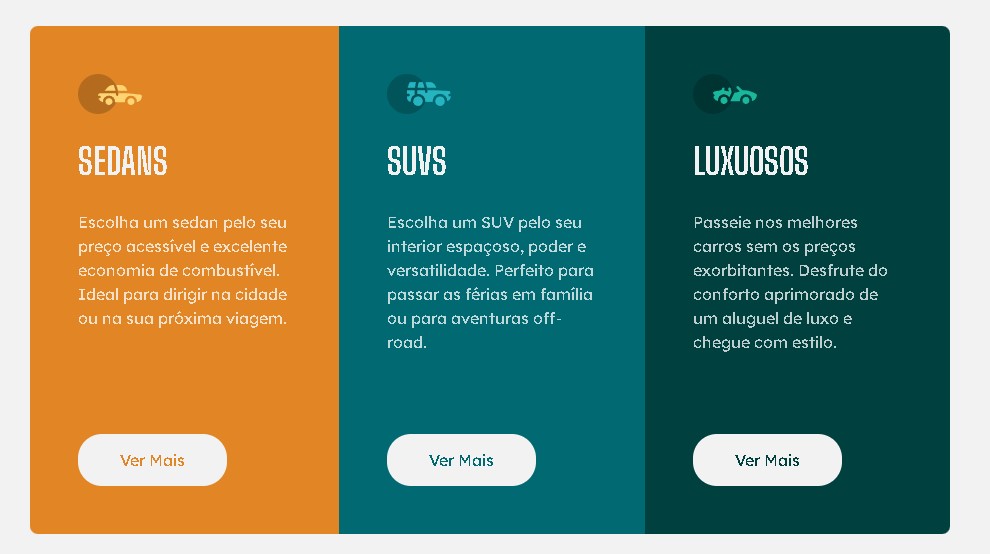 SEDANS
Escolha um sedan pelo seu
preço acessível e excelente
economia de combustível.
Ideal para dirigir na cidade
ou na sua próxima viagem.
Ver Mais
SUVS
Escolha um SUV pelo seu
interior espaçoso, poder e
versatilidade. Perfeito para
passar as férias em família
ou para aventuras off-
road.
Ver Mais
LUXUOSOS
Passeie nos melhores
carros sem os preços
exorbitantes. Desfrute do
conforto aprimorado de
um aluguel de luxo e
chegue com estilo.
Ver Mais